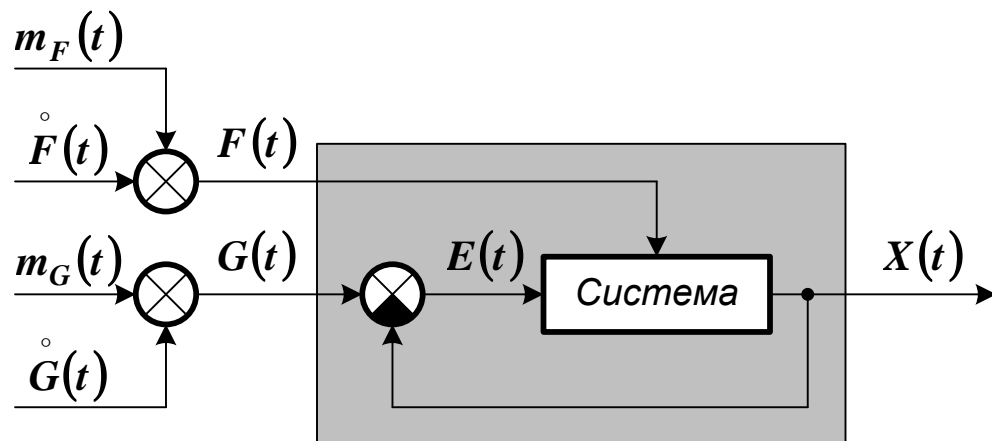 m_F(t)
F̊(t)
F(t)
m_G(t)
G(t)
E(t)
Система
X(t)
G̊(t)